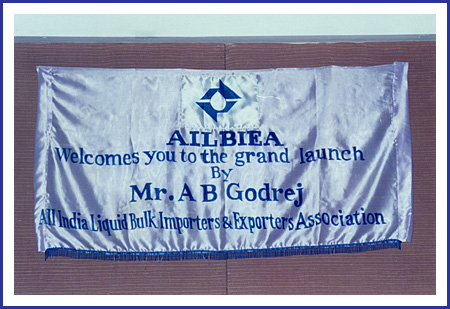 AILBIEA
Welcomes you to the grand launch
By
Mr. A B Godrej
All India Liquid Bulk Importers & Exporters Association